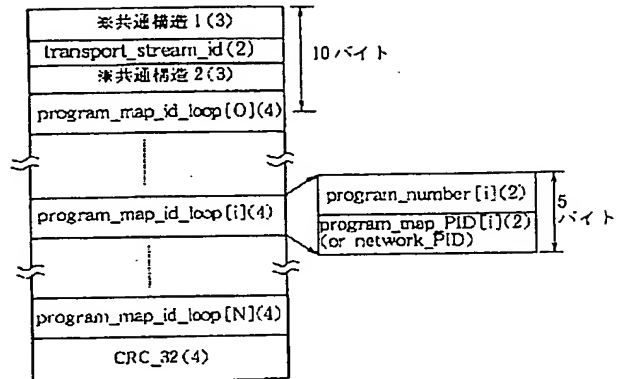 ※共通構造1(3)
transport_stream_id(2)
※共通構造2(3)
program_map_id_loop[0](4)
10バイト
program_map_id_loop[i](4)
program_number[i](2)
program_map_PID[i](2)
(or network_PID)
5
バイト
program_map_id_loop[N](4)
CRC_32(4)